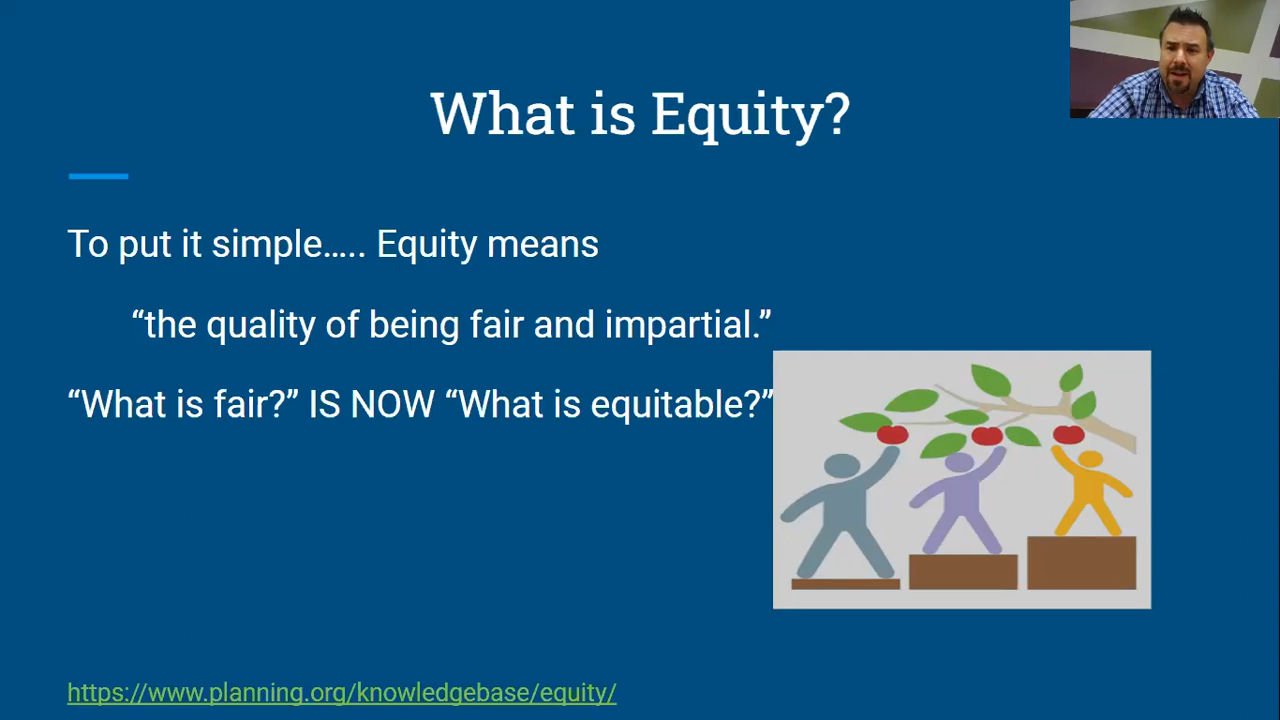 What is Equity?
To put it simple….. Equity means
“the quality of being fair and impartial.”
“What is fair?” IS NOW “What is equitable?”
https://www.planning.org/knowledgebase/equity/